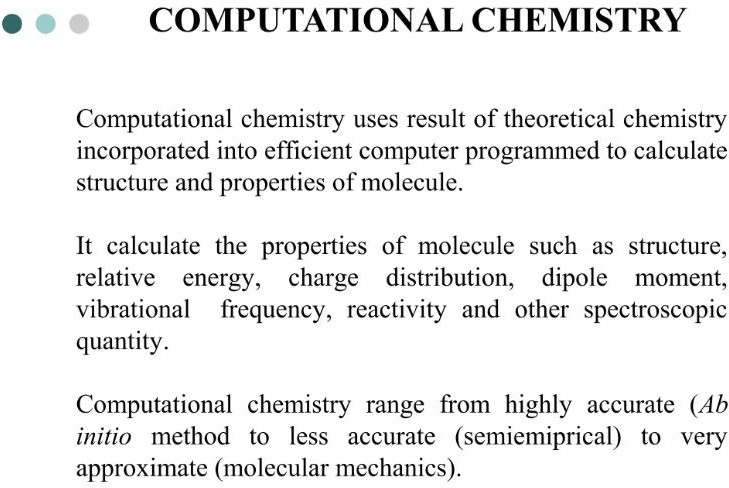 COMPUTATIONAL CHEMISTRY
Computational chemistry uses result of theoretical chemistry
incorporated into efficient computer programmed to calculate
structure and properties of molecule.
It calculate the properties of molecule such as structure,
relative energy, charge distribution, dipole moment,
vibrational frequency, reactivity and other spectroscopic
quantity.
Computational chemistry range from highly accurate (Ab
initio method to less accurate (semiemiprical) to very
approximate (molecular mechanics).